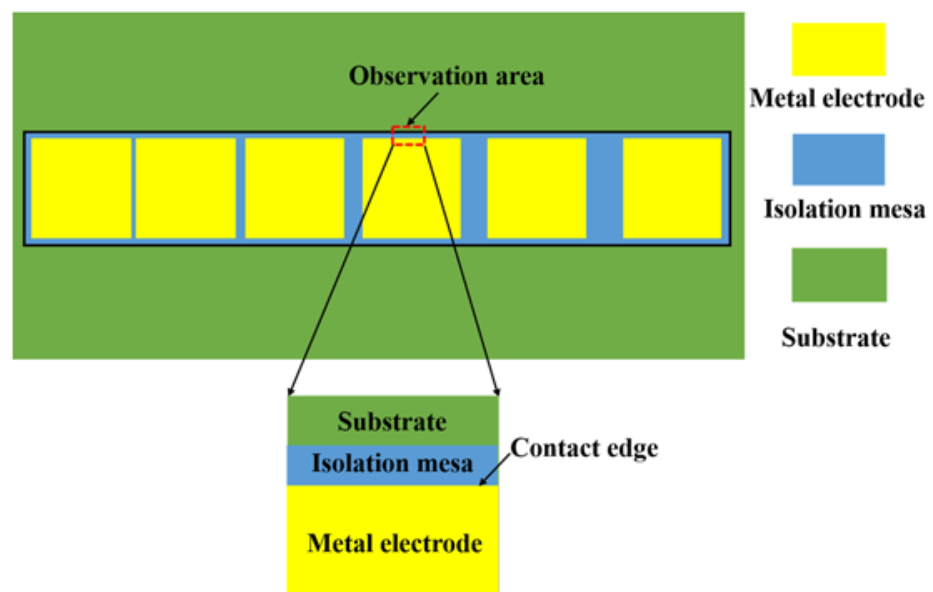 Observation area
Metal electrode
Isolation mesa
Substrate
Substrate
Isolation mesa
Contact edge
Metal electrode